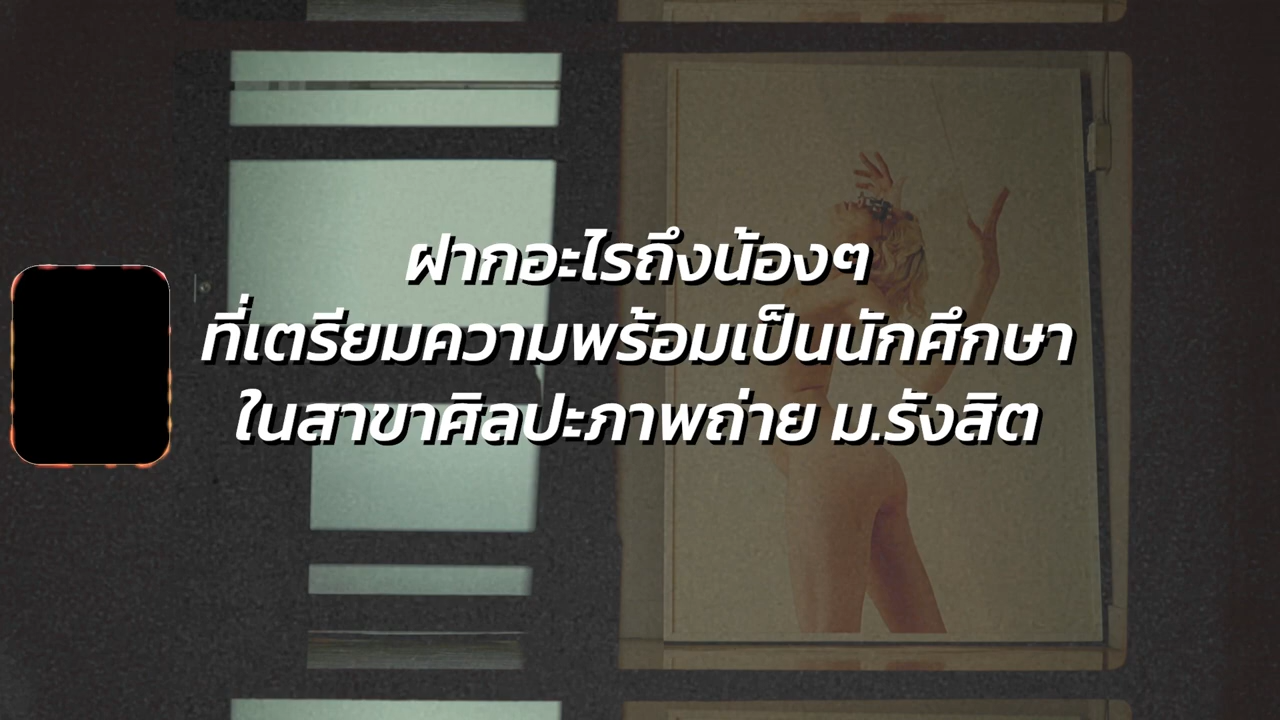 ฝากอะไรถึงน้องๆ
ที่เตรียมความพร้อมเป็นนักศึกษา
ในสาขาศิลปะภาพถ่าย ม.รังสิต